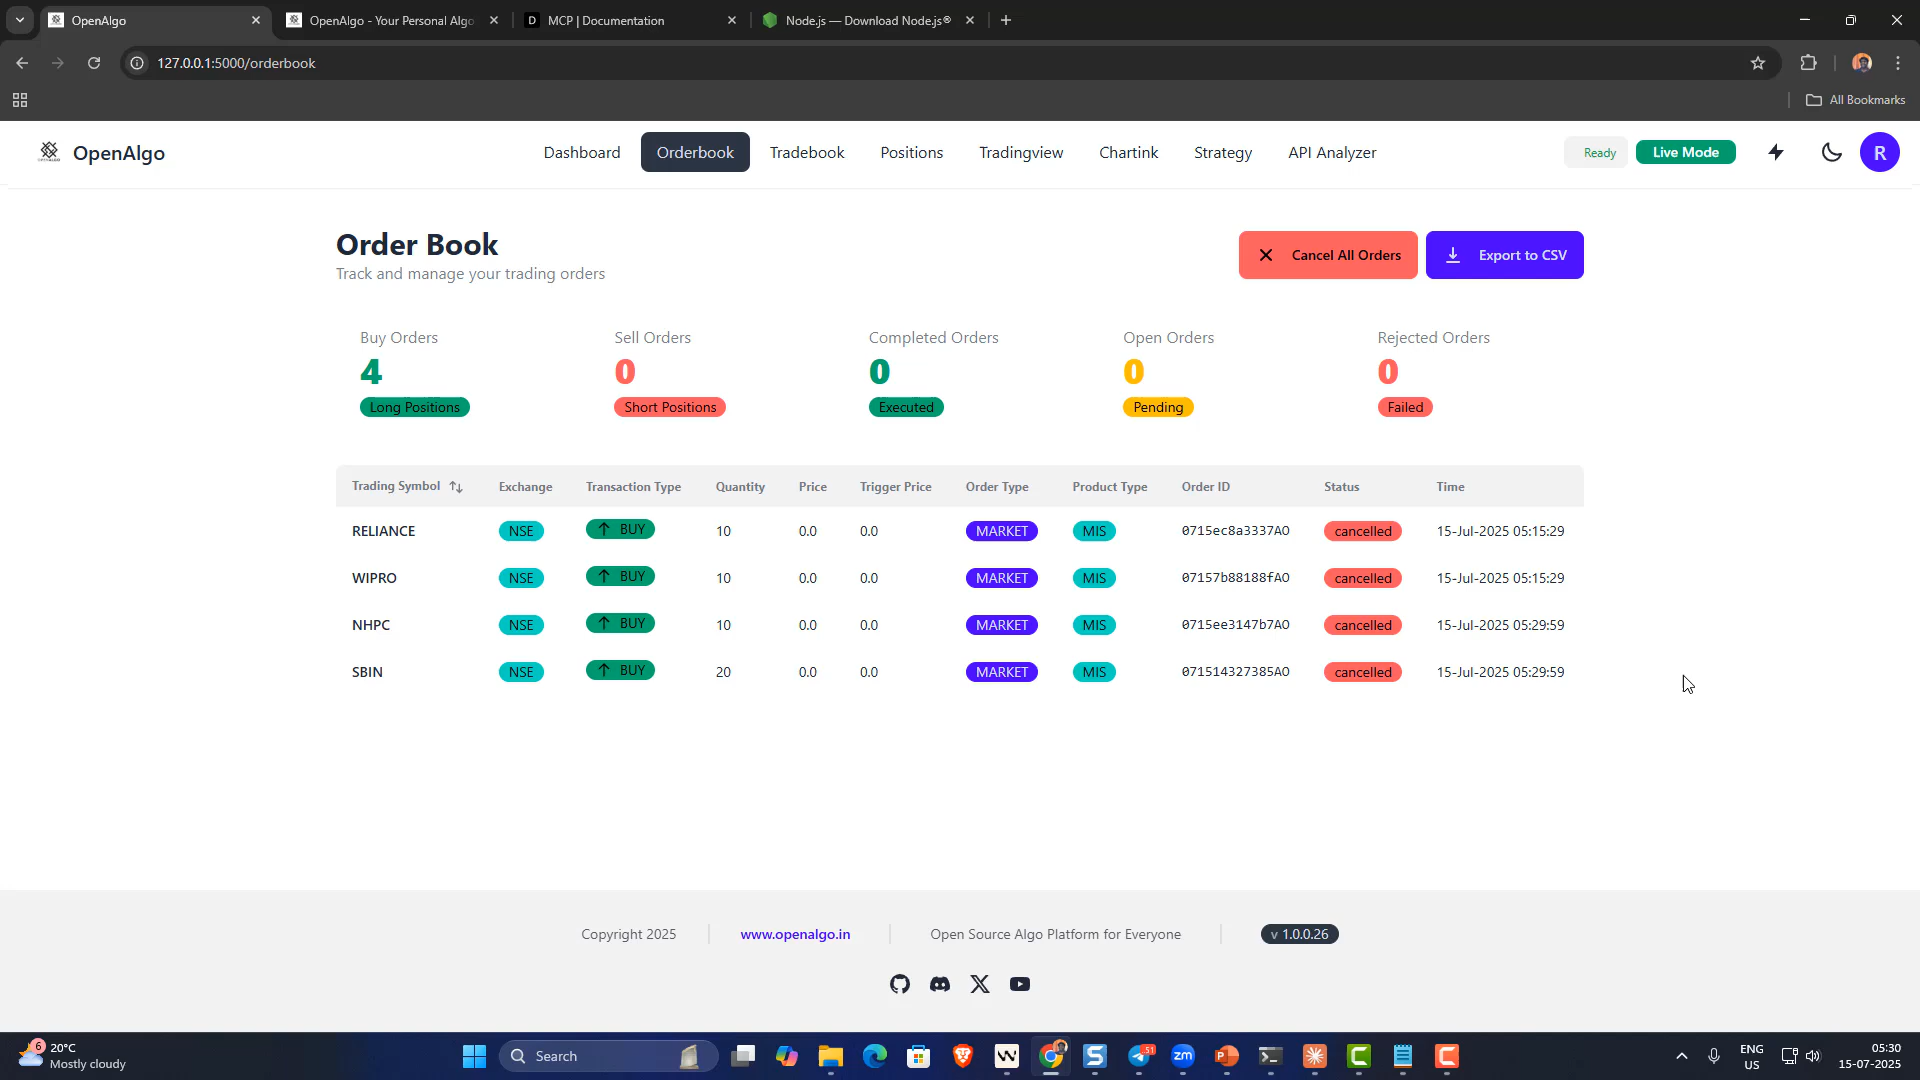 OpenAlgo
OpenAlgo - Your Personal Algo
D MCP | Documentation
Node.js — Download Node.js®
127.0.0.1:5000/orderbook
All Bookmarks
OPENALGO
OpenAlgo
Dashboard
Orderbook
Tradebook
Positions
Tradingview
Chartink
Strategy
API Analyzer
Ready
Live Mode
R
Order Book
Track and manage your trading orders
Cancel All Orders
Export to CSV
Buy Orders
4
Long Positions
Sell Orders
0
Short Positions
Completed Orders
0
Executed
Open Orders
0
Pending
Rejected Orders
0
Failed
Trading Symbol Exchange Transaction Type Quantity Price Trigger Price Order Type Product Type Order ID Status Time
RELIANCE NSE BUY 10 0.0 0.0 MARKET MIS 0715ec8a3337AO cancelled 15-Jul-2025 05:15:29
WIPRO NSE BUY 10 0.0 0.0 MARKET MIS 07157b88188fAO cancelled 15-Jul-2025 05:15:29
NHPC NSE BUY 10 0.0 0.0 MARKET MIS 0715ee3147b7AO cancelled 15-Jul-2025 05:29:59
SBIN NSE BUY 20 0.0 0.0 MARKET MIS 071514327385AO cancelled 15-Jul-2025 05:29:59
Copyright 2025
www.openalgo.in
Open Source Algo Platform for Everyone
v 1.0.0.26
6
20°C
Mostly cloudy
Search
51
zm
ENG
US
05:30
15-07-2025